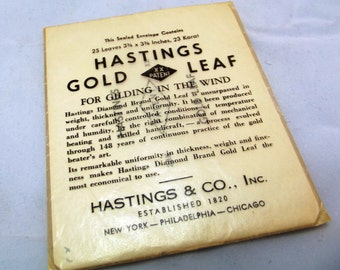 This Sealed Envelope Contains
25 Leaves 3⅜ x 3⅜ Inches, 23 Karat
HASTINGS
GOLD XX PATENT LEAF
FOR GILDING IN THE WIND
Hastings Diamond Brand Gold Leaf is unsurpassed in
weight, thickness and uniformity. It has been produced
under carefully controlled conditions of temperature
and humidity, by the right combination of mechanical
beating and skilled handicraft, — a process evolved
through 148 years of continuous practice of the gold
beater's art.
Its remarkable uniformity in thickness, weight and fine-
ness makes Hastings Diamond Brand Gold Leaf the
most economical to use.
HASTINGS & CO., INC.
ESTABLISHED 1820
NEW YORK—PHILADELPHIA—CHICAGO